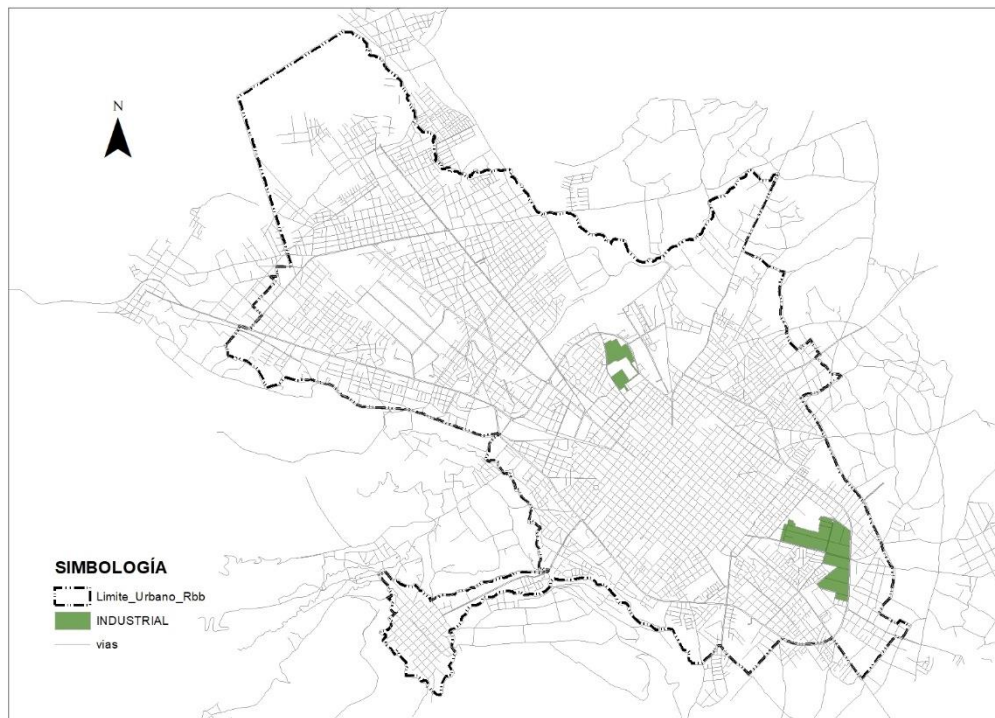 N
SIMBOLOGÍA
Limite_Urbano_Rbb
INDUSTRIAL
vias